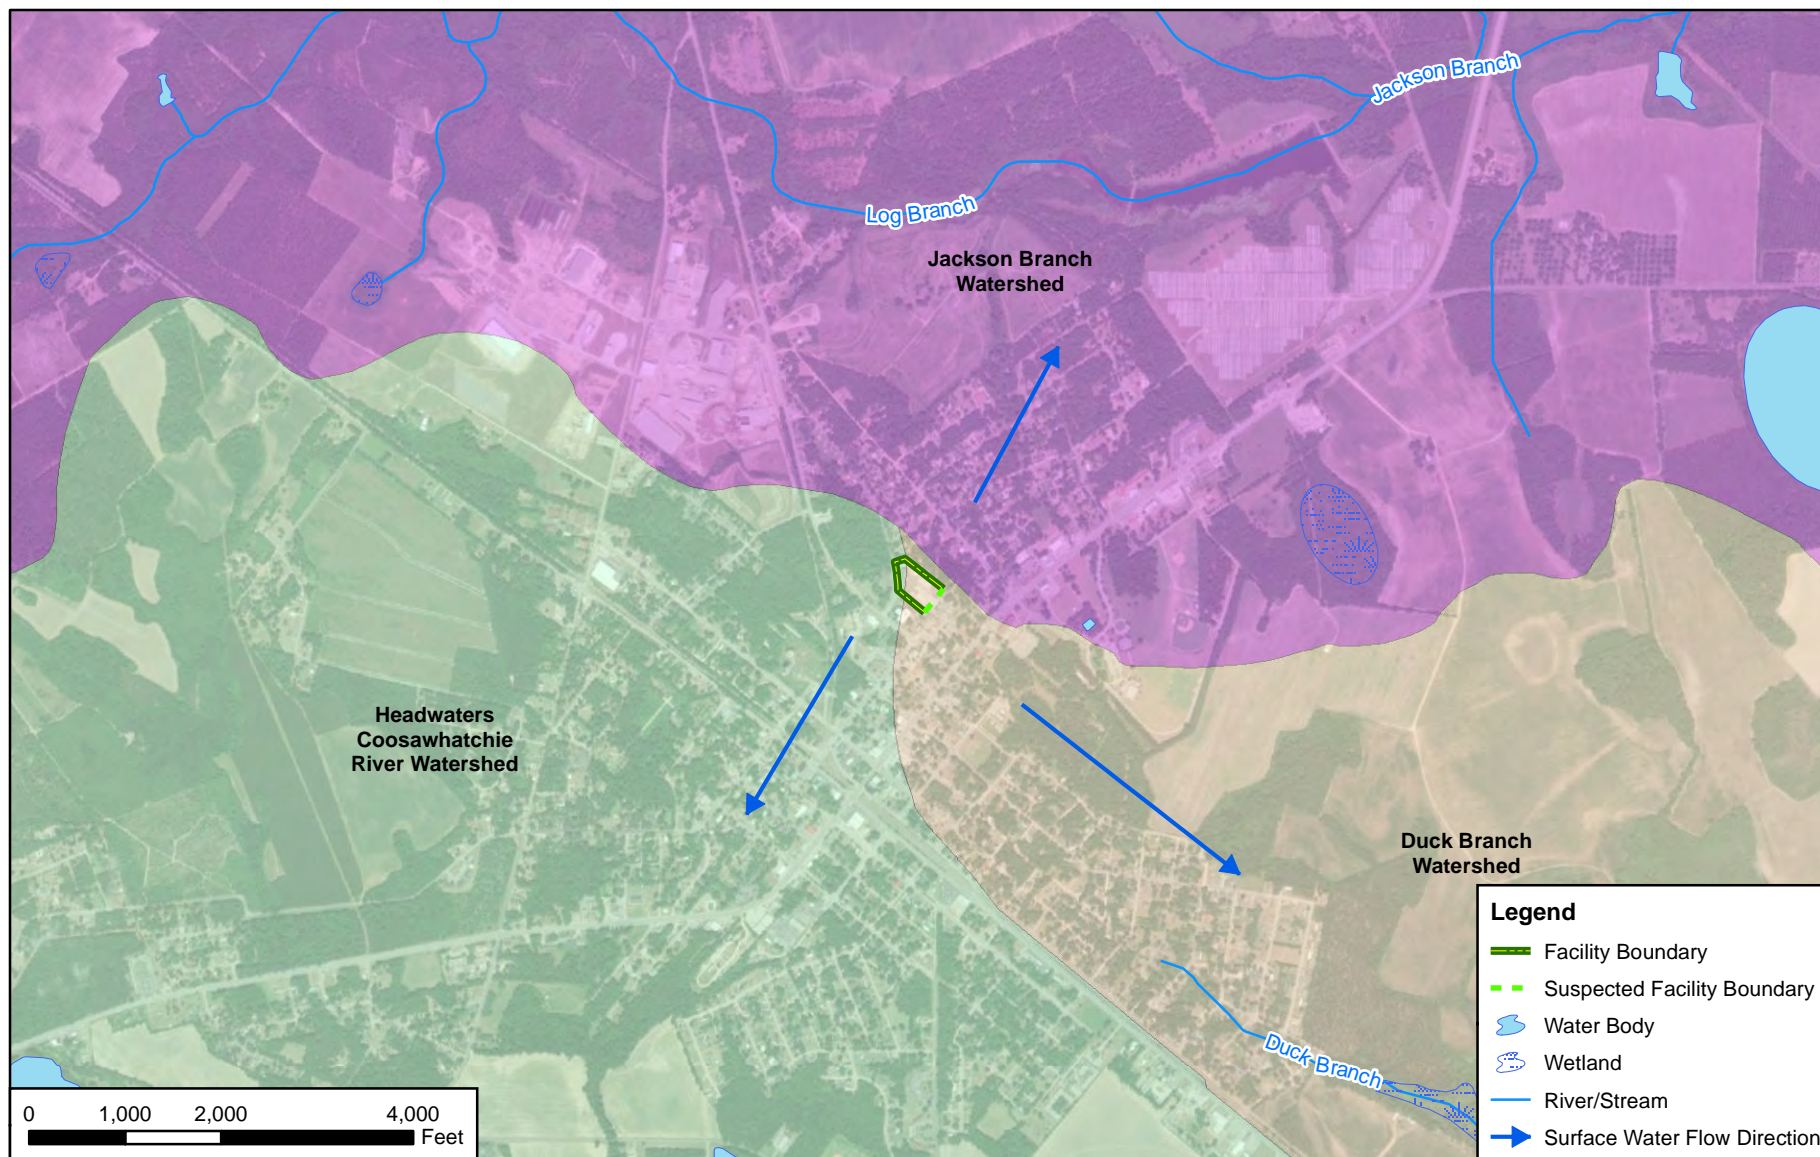 Jackson Branch
Log Branch
Jackson Branch
Watershed
Headwaters
Coosawhatchie
River Watershed
Duck Branch
Watershed
Duck Branch
Legend
Facility Boundary
Suspected Facility Boundary
Water Body
Wetland
River/Stream
Surface Water Flow Direction
0 1,000 2,000 4,000
Feet